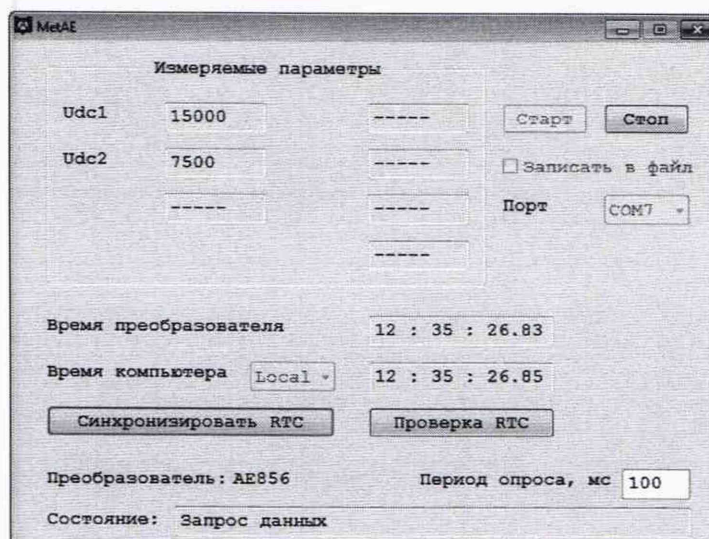 MetAE
Измеряемые параметры
Udc1 15000 ----- Старт Стоп
Udc2 7500 ----- Записать в файл
----- ----- Порт COM7
-----
Время преобразователя 12 : 35 : 26.83
Время компьютера Local 12 : 35 : 26.85
Синхронизировать RTC Проверка RTC
Преобразователь: AE856 Период опроса, мс 100
Состояние: Запрос данных